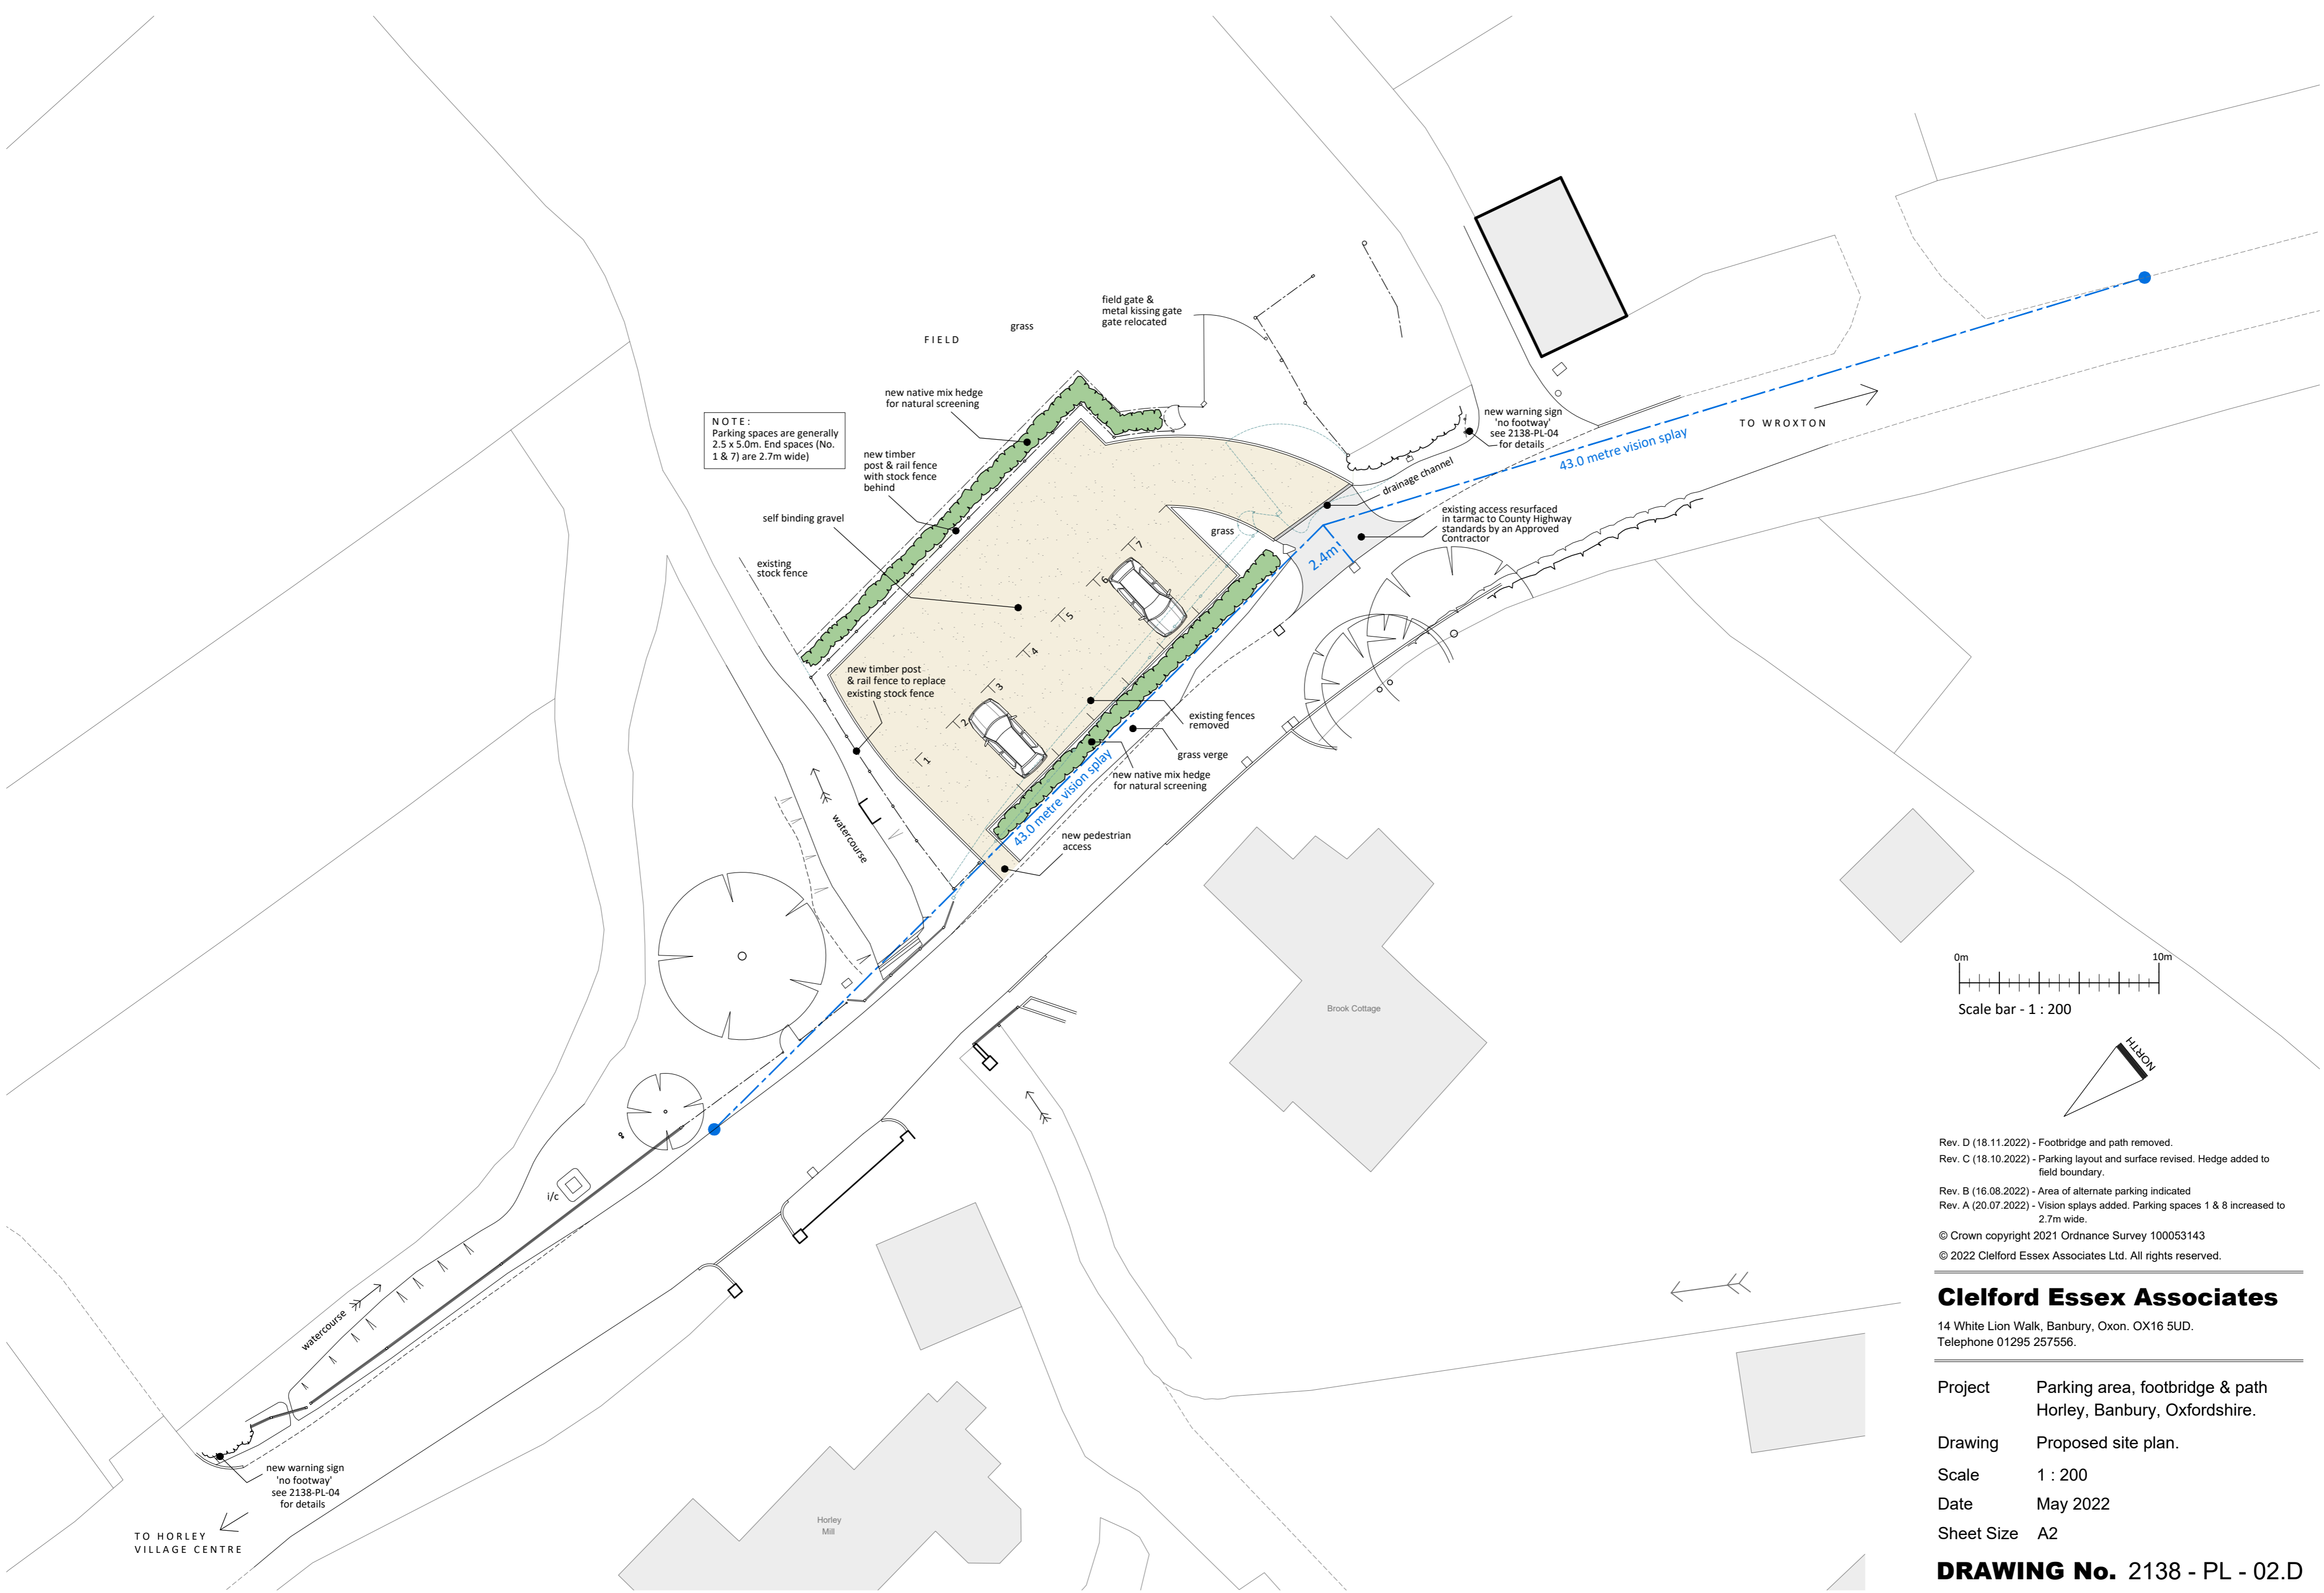 field gate &
metal kissing gate
gate relocated
grass
FIELD
new native mix hedge
for natural screening
NOTE:
Parking spaces are generally
2.5 x 5.0m. End spaces (No.
1 & 7) are 2.7m wide)
new timber
post & rail fence
with stock fence
behind
self binding gravel
existing
stock fence
new warning sign
'no footway'
see 2138-PL-04
for details
TO WROXTON
43.0 metre vision splay
drainage channel
existing access resurfaced
in tarmac to County Highway
standards by an Approved
Contractor
grass
2.4m
7
6
5
4
3
2
1
new timber post
& rail fence to replace
existing stock fence
existing fences
removed
grass verge
new native mix hedge
for natural screening
43.0 metre vision splay
new pedestrian
access
watercourse
Brook Cottage
i/c
watercourse
new warning sign
'no footway'
see 2138-PL-04
for details
TO HORLEY
VILLAGE CENTRE
Horley
Mill
0m 10m
Scale bar - 1 : 200
NORTH
Rev. D (18.11.2022) - Footbridge and path removed.
Rev. C (18.10.2022) - Parking layout and surface revised. Hedge added to
field boundary.
Rev. B (16.08.2022) - Area of alternate parking indicated
Rev. A (20.07.2022) - Vision splays added. Parking spaces 1 & 8 increased to
2.7m wide.
© Crown copyright 2021 Ordnance Survey 100053143
© 2022 Clelford Essex Associates Ltd. All rights reserved.
Clelford Essex Associates
14 White Lion Walk, Banbury, Oxon. OX16 5UD.
Telephone 01295 257556.
Project Parking area, footbridge & path
Horley, Banbury, Oxfordshire.
Drawing Proposed site plan.
Scale 1 : 200
Date May 2022
Sheet Size A2
DRAWING No. 2138 - PL - 02.D